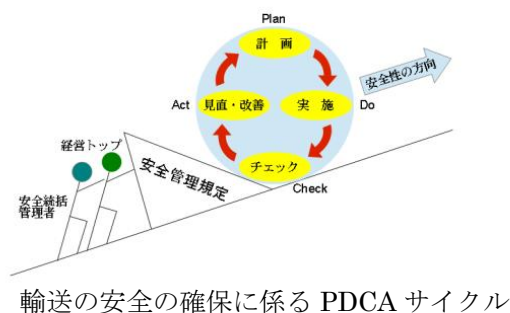 Plan
計 画
安全性の方向
Act
見直・改善
実 施
Do
経営トップ
安全管理規定
チェック
Check
安全統括
管理者
輸送の安全の確保に係る PDCA サイクル